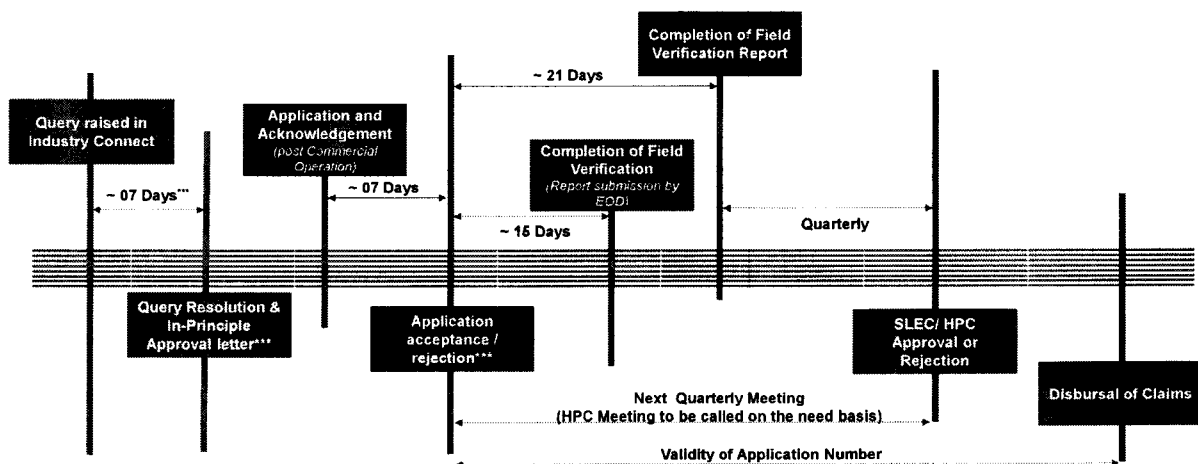 Completion of Field
Verification Report
~ 21 Days
Query raised in
Industry Connect
Application and
Acknowledgement
(post Commercial
Operation)
Completion of Field
Verification
(Report submission by
EOD)
~ 07 Days***
~ 07 Days
~ 15 Days
Quarterly
Query Resolution &
In-Principle
Approval letter***
Application
acceptance /
rejection***
SLEC/ HPC
Approval or
Rejection
Disbursal of Claims
Next Quarterly Meeting
(HPC Meeting to be called on the need basis)
Validity of Application Number